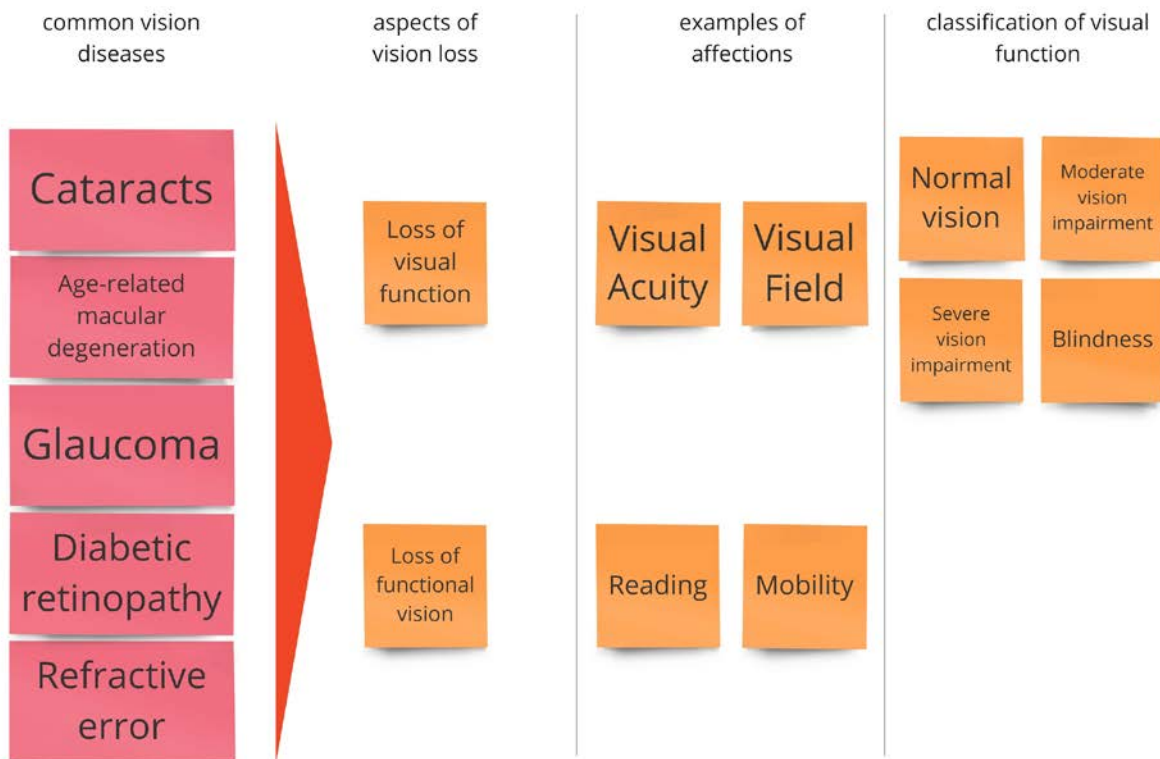 common vision
diseases
aspects of
vision loss
examples of
affections
classification of visual
function
Cataracts
Age-related
macular
degeneration
Glaucoma
Diabetic
retinopathy
Refractive
error
Loss of
visual
function
Loss of
functional
vision
Visual
Acuity
Visual
Field
Reading
Mobility
Normal
vision
Moderate
vision
impairment
Severe
vision
impairment
Blindness